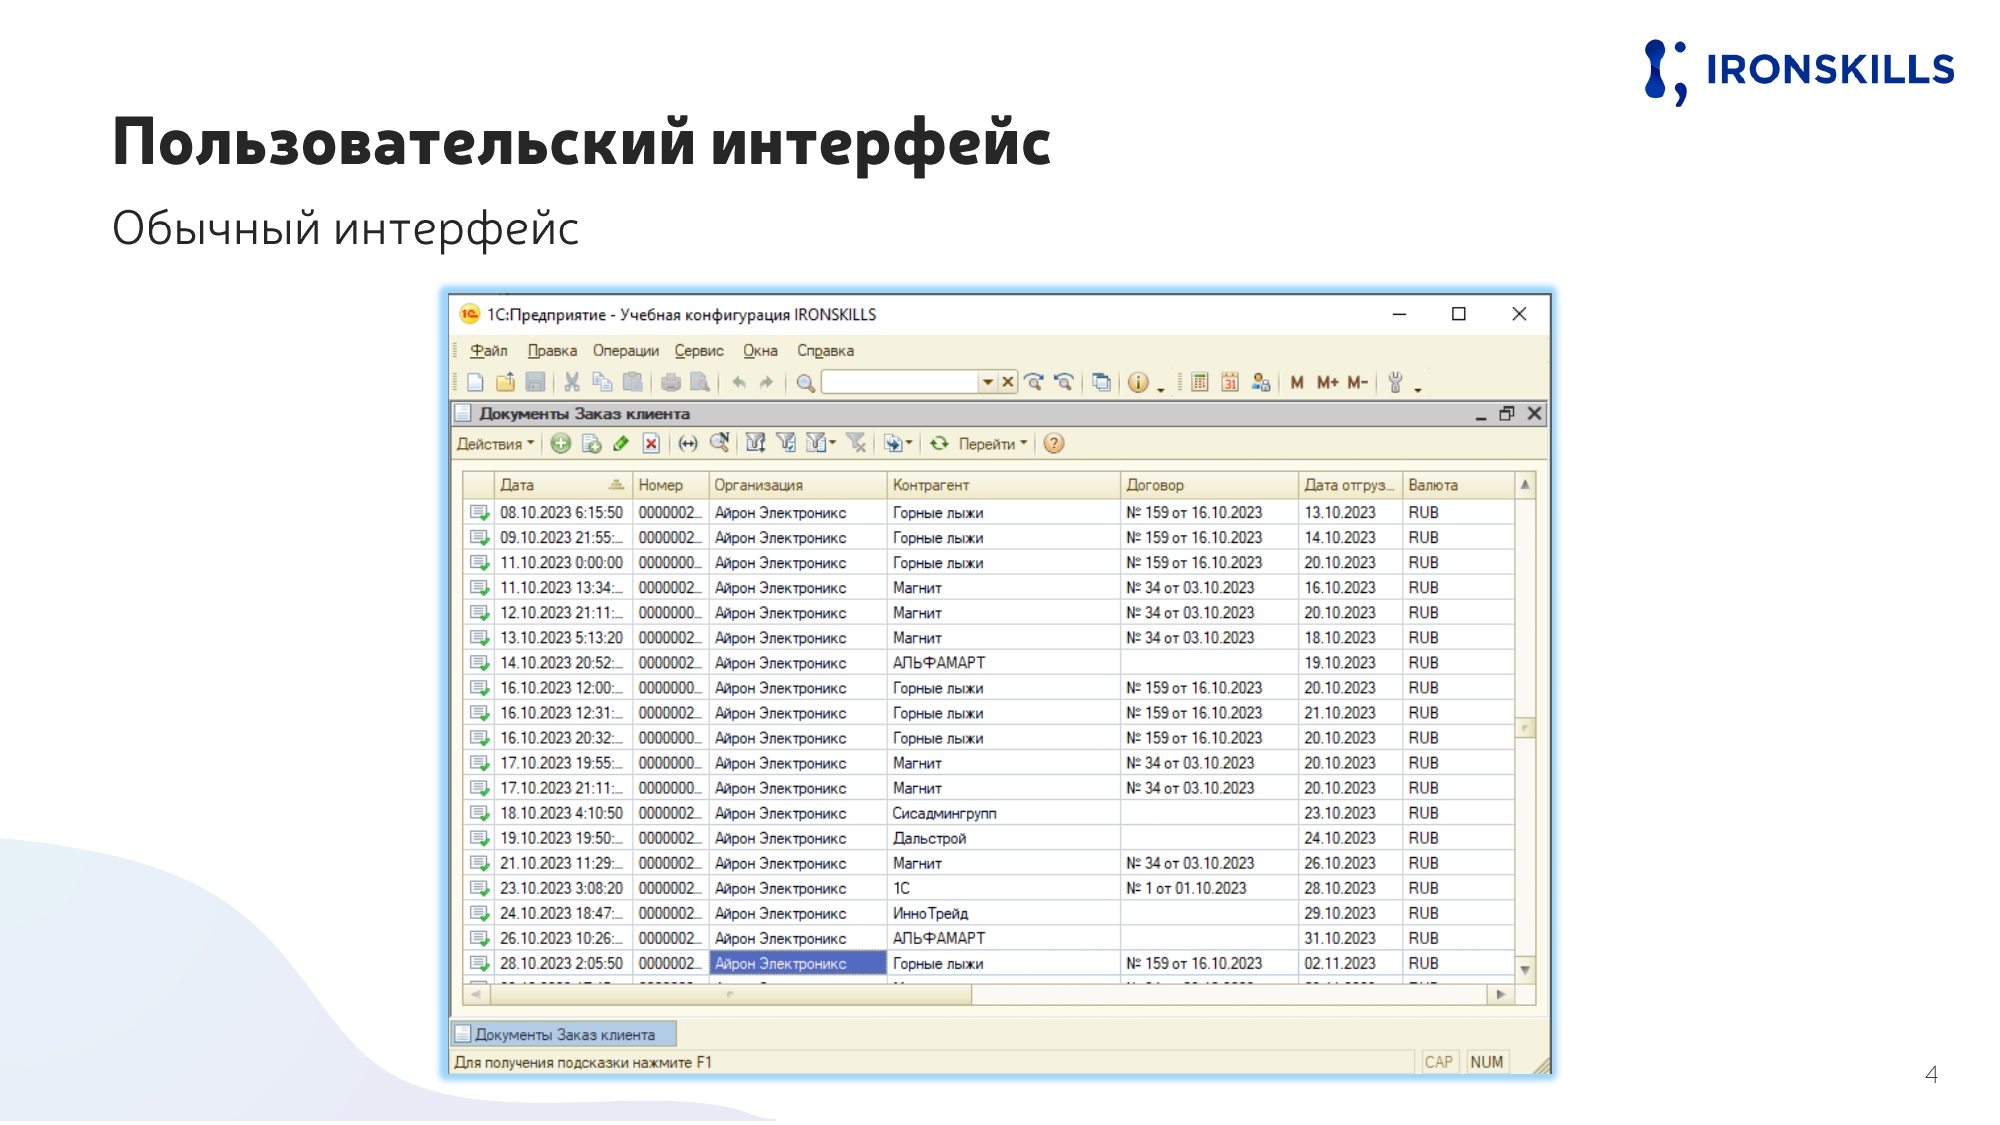 IRONSKILLS
Пользовательский интерфейс
Обычный интерфейс
1С:Предприятие - Учебная конфигурация IRONSKILLS
Файл Правка Операции Сервис Окна Справка
31 M M+ M-
Документы Заказ клиента
Действия Перейти
Дата Номер Организация Контрагент Договор Дата отгруз... Валюта
08.10.2023 6:15:50 0000002... Айрон Электроникс Горные лыжи № 159 от 16.10.2023 13.10.2023 RUB
09.10.2023 21:55:... 0000002... Айрон Электроникс Горные лыжи № 159 от 16.10.2023 14.10.2023 RUB
11.10.2023 0:00:00 0000000... Айрон Электроникс Горные лыжи № 159 от 16.10.2023 20.10.2023 RUB
11.10.2023 13:34:... 0000002... Айрон Электроникс Магнит № 34 от 03.10.2023 16.10.2023 RUB
12.10.2023 21:11:... 0000000... Айрон Электроникс Магнит № 34 от 03.10.2023 20.10.2023 RUB
13.10.2023 5:13:20 0000002... Айрон Электроникс Магнит № 34 от 03.10.2023 18.10.2023 RUB
14.10.2023 20:52:... 0000002... Айрон Электроникс АЛЬФАМАРТ 19.10.2023 RUB
16.10.2023 12:00:... 0000000... Айрон Электроникс Горные лыжи № 159 от 16.10.2023 20.10.2023 RUB
16.10.2023 12:31:... 0000002... Айрон Электроникс Горные лыжи № 159 от 16.10.2023 21.10.2023 RUB
16.10.2023 20:32:... 0000000... Айрон Электроникс Горные лыжи № 159 от 16.10.2023 20.10.2023 RUB
17.10.2023 19:55:... 0000000... Айрон Электроникс Магнит № 34 от 03.10.2023 20.10.2023 RUB
17.10.2023 21:11:... 0000000... Айрон Электроникс Магнит № 34 от 03.10.2023 20.10.2023 RUB
18.10.2023 4:10:50 0000002... Айрон Электроникс Сисадмингрупп 23.10.2023 RUB
19.10.2023 19:50:... 0000002... Айрон Электроникс Дальстрой 24.10.2023 RUB
21.10.2023 11:29:... 0000002... Айрон Электроникс Магнит № 34 от 03.10.2023 26.10.2023 RUB
23.10.2023 3:08:20 0000002... Айрон Электроникс 1С № 1 от 01.10.2023 28.10.2023 RUB
24.10.2023 18:47:... 0000002... Айрон Электроникс ИнноТрейд 29.10.2023 RUB
26.10.2023 10:26:... 0000002... Айрон Электроникс АЛЬФАМАРТ 31.10.2023 RUB
28.10.2023 2:05:50 0000002... Айрон Электроникс Горные лыжи № 159 от 16.10.2023 02.11.2023 RUB
Документы Заказ клиента
Для получения подсказки нажмите F1 CAP NUM
4